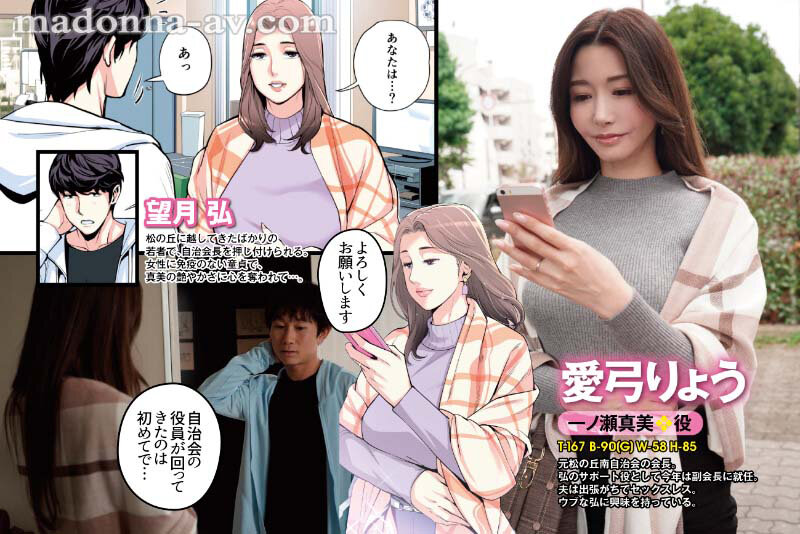 madonna-av.com
あなたは…?
あっ
望月 弘
松の丘に越してきたばかりの、
若者で、自治会長を押し付けられる。
女性に免疫のない童貞で、
真美の艶やかさに心を奪われて…。
よろしく
お願いします
自治会の
役員が回って
きたのは
初めてで…
愛弓りょう
一ノ瀬真美 役
T-167 B-90(G) W-58 H-85
元松の丘南自治会の会長。
弘のサポート役として今年は副会長に就任。
夫は出張がちでセックスレス。
ウブな弘に興味を持っている。